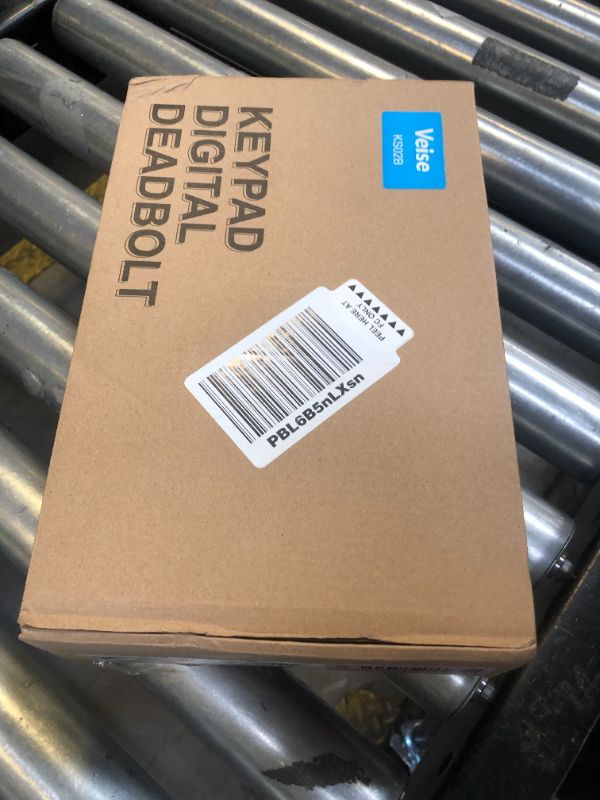 KEYPAD
DIGITAL
DEADBOLT
Veise
KS02B
PEEL HERE AT
FC ONLY
PBL6B5nLXsn